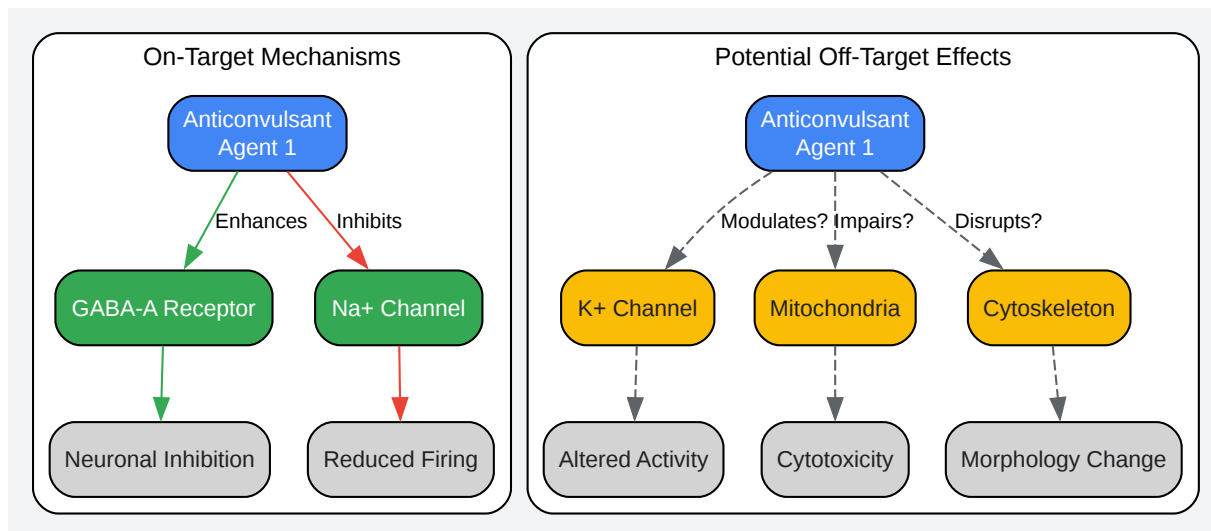 On-Target Mechanisms
Anticonvulsant
Agent 1
Enhances
Inhibits
GABA-A Receptor
Na+ Channel
Neuronal Inhibition
Reduced Firing
Potential Off-Target Effects
Anticonvulsant
Agent 1
Modulates?
Impairs?
Disrupts?
K+ Channel
Mitochondria
Cytoskeleton
Altered Activity
Cytotoxicity
Morphology Change